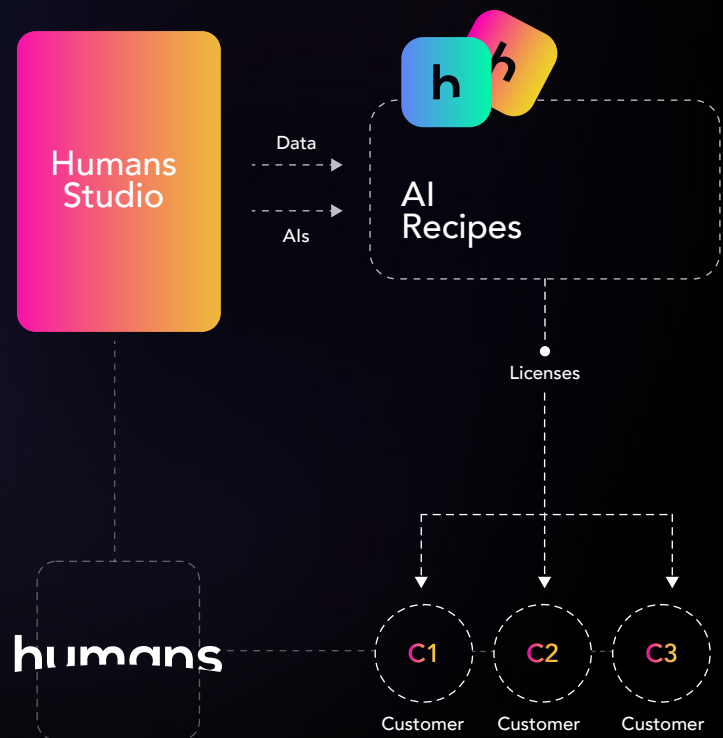 h
h
Humans
Studio
Data
AIs
AI
Recipes
Licenses
humans
C1
C2
C3
Customer
Customer
Customer